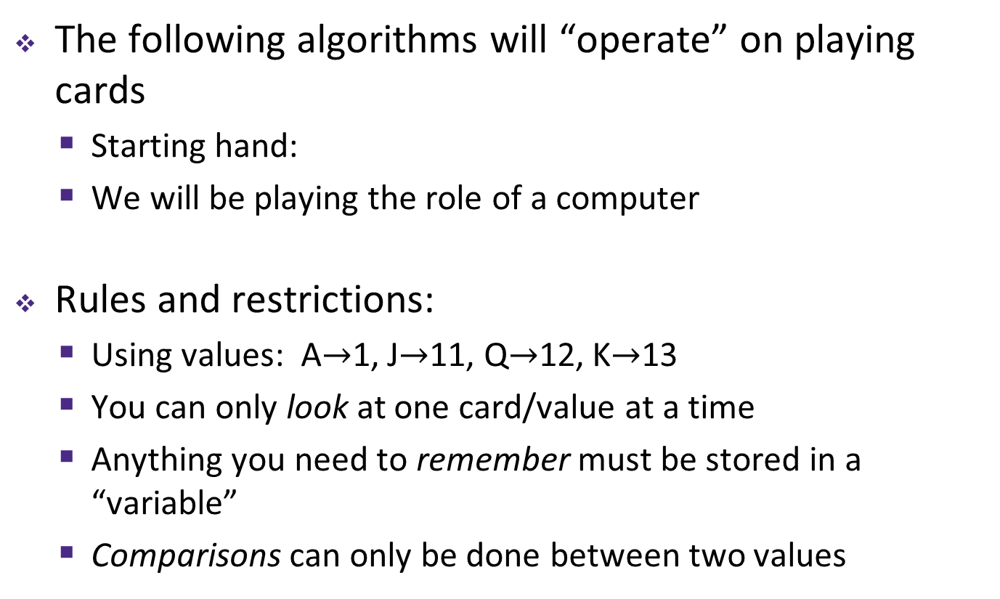 ❖ The following algorithms will “operate” on playing
cards
▪ Starting hand:
▪ We will be playing the role of a computer
❖ Rules and restrictions:
▪ Using values: A→1, J→11, Q→12, K→13
▪ You can only look at one card/value at a time
▪ Anything you need to remember must be stored in a
“variable”
▪ Comparisons can only be done between two values